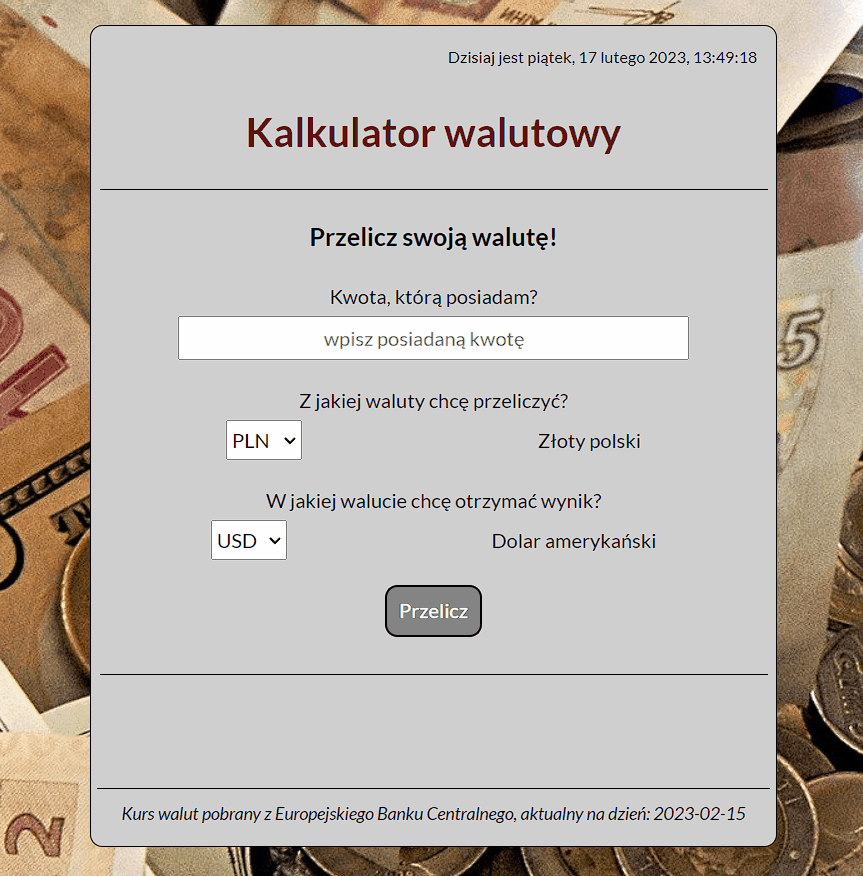 Dzisiaj jest piątek, 17 lutego 2023, 13:49:18
Kalkulator walutowy
Przelicz swoją walutę!
Kwota, którą posiadam?
wpisz posiadaną kwotę
Z jakiej waluty chcę przeliczyć?
PLN Złoty polski
W jakiej walucie chcę otrzymać wynik?
USD Dolar amerykański
Przelicz
Kurs walut pobrany z Europejskiego Banku Centralnego, aktualny na dzień: 2023-02-15
5
2